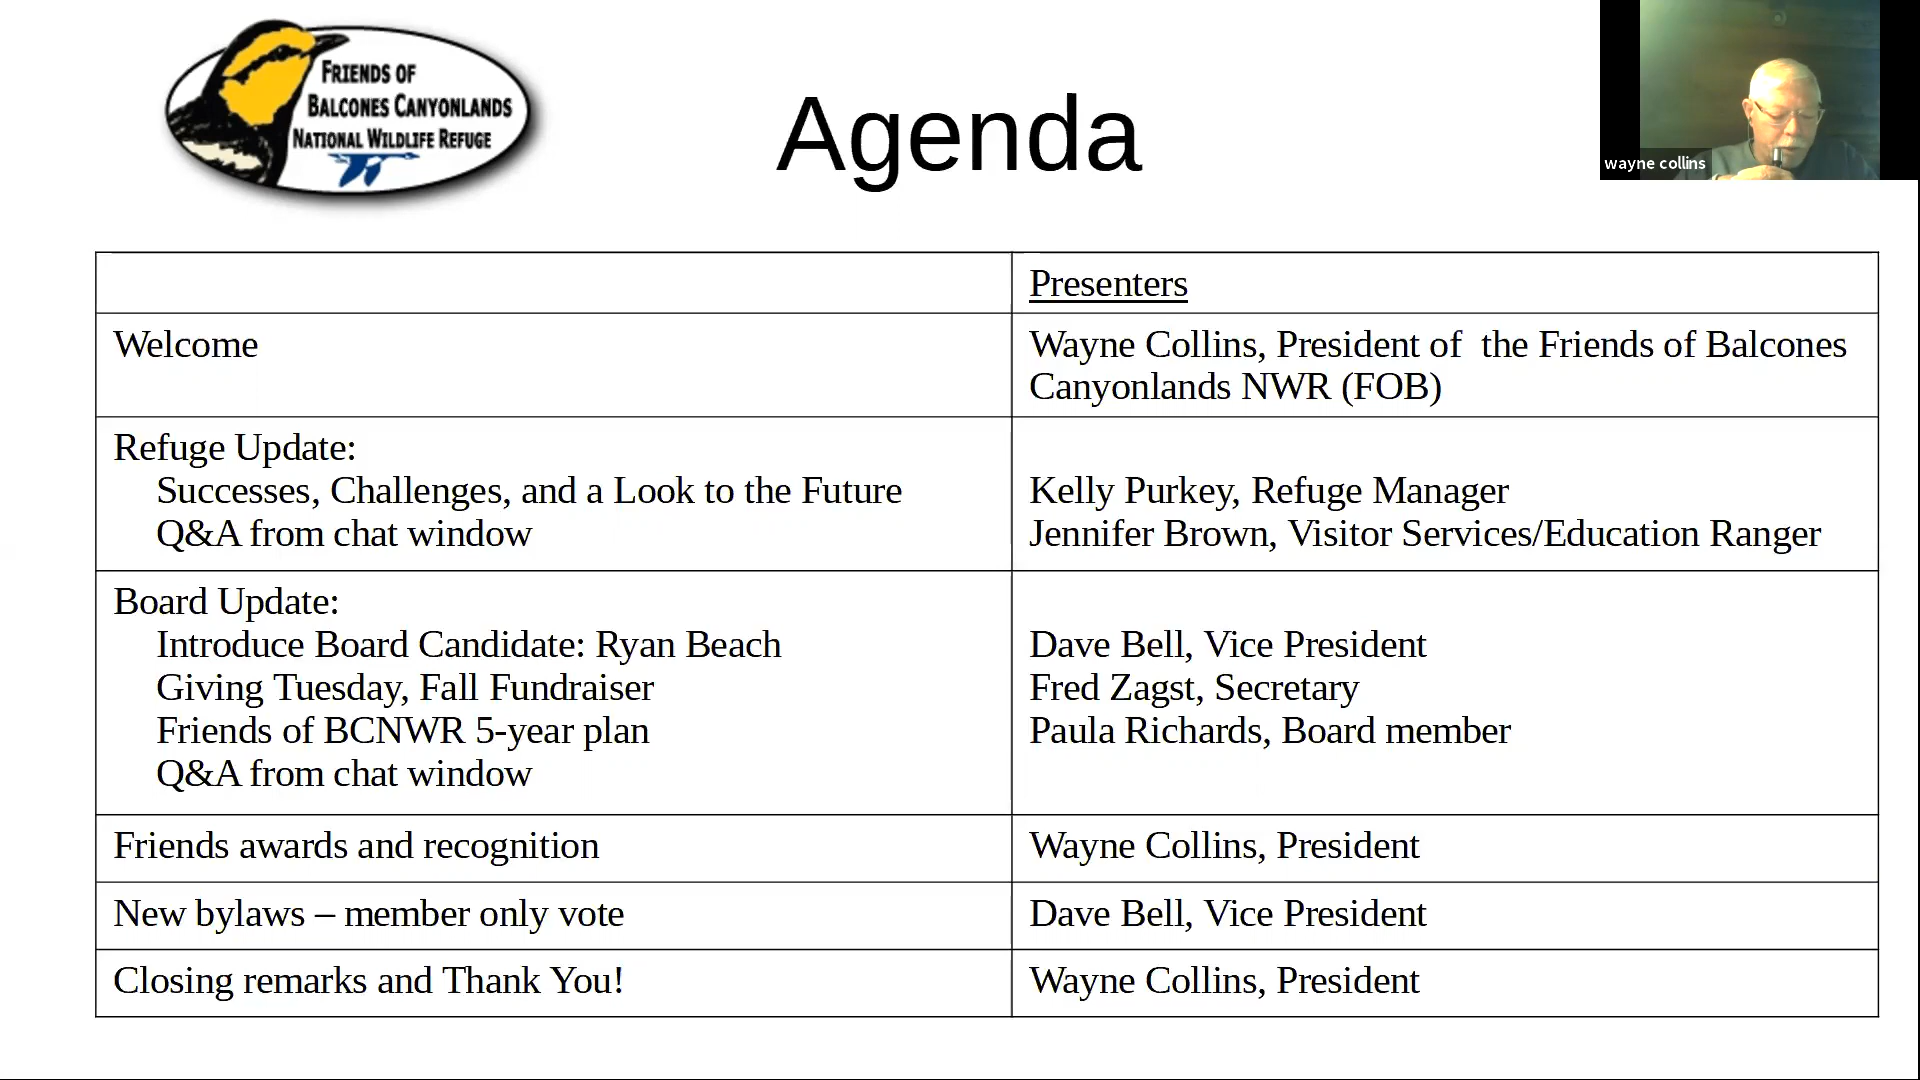 FRIENDS OF
BALCONES CANYONLANDS
NATIONAL WILDLIFE REFUGE
Agenda
wayne collins
Presenters
Welcome
Wayne Collins, President of  the Friends of Balcones
Canyonlands NWR (FOB)
Refuge Update:
Successes, Challenges, and a Look to the Future
Q&A from chat window
Kelly Purkey, Refuge Manager
Jennifer Brown, Visitor Services/Education Ranger
Board Update:
Introduce Board Candidate: Ryan Beach
Giving Tuesday, Fall Fundraiser
Friends of BCNWR 5-year plan
Q&A from chat window
Dave Bell, Vice President
Fred Zagst, Secretary
Paula Richards, Board member
Friends awards and recognition
Wayne Collins, President
New bylaws – member only vote
Dave Bell, Vice President
Closing remarks and Thank You!
Wayne Collins, President